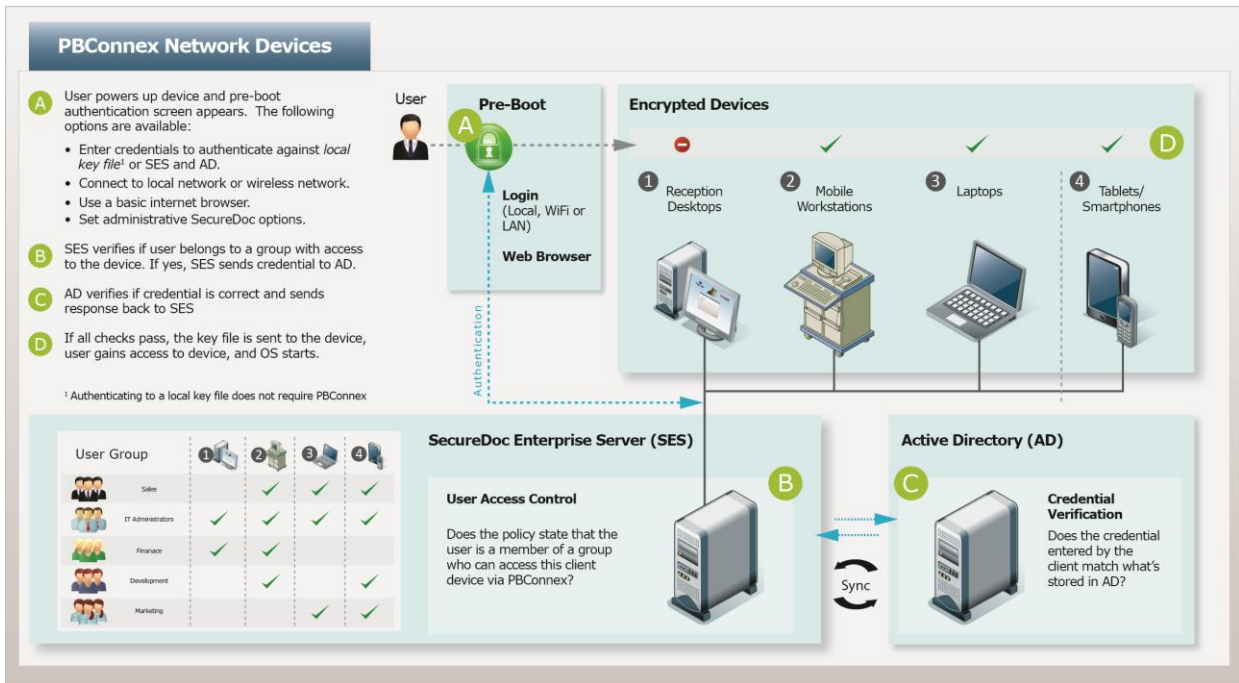 PBConnex Network Devices
A
User powers up device and pre-boot
authentication screen appears. The following
options are available:
• Enter credentials to authenticate against local
key file¹ or SES and AD.
• Connect to local network or wireless network.
• Use a basic internet browser.
• Set administrative SecureDoc options.
B
SES verifies if user belongs to a group with access
to the device. If yes, SES sends credential to AD.
C
AD verifies if credential is correct and sends
response back to SES
D
If all checks pass, the key file is sent to the device,
user gains access to device, and OS starts.
¹ Authenticating to a local key file does not require PBConnex
User
Pre-Boot
A
Login
(Local, WiFi or
LAN)
Web Browser
Authentication
Encrypted Devices
D
1 Reception
Desktops
2 Mobile
Workstations
3 Laptops
4 Tablets/
Smartphones
User Group
1
2
3
4
Sales
IT Administrators
Finanace
Development
Marketing
SecureDoc Enterprise Server (SES)
B
User Access Control
Does the policy state that the
user is a member of a group
who can access this client
device via PBConnex?
Sync
Active Directory (AD)
C
Credential
Verification
Does the credential
entered by the
client match what's
stored in AD?